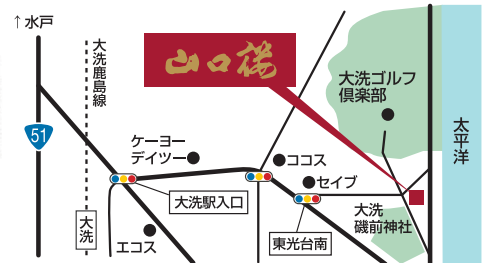 ↑水戸
大洗鹿島線
山口楼
大洗ゴルフ
倶楽部
51
太平洋
ケーヨー
デイツー
ココス
セイブ
大洗駅入口
大洗
磯前神社
大洗
東光台南
エコス